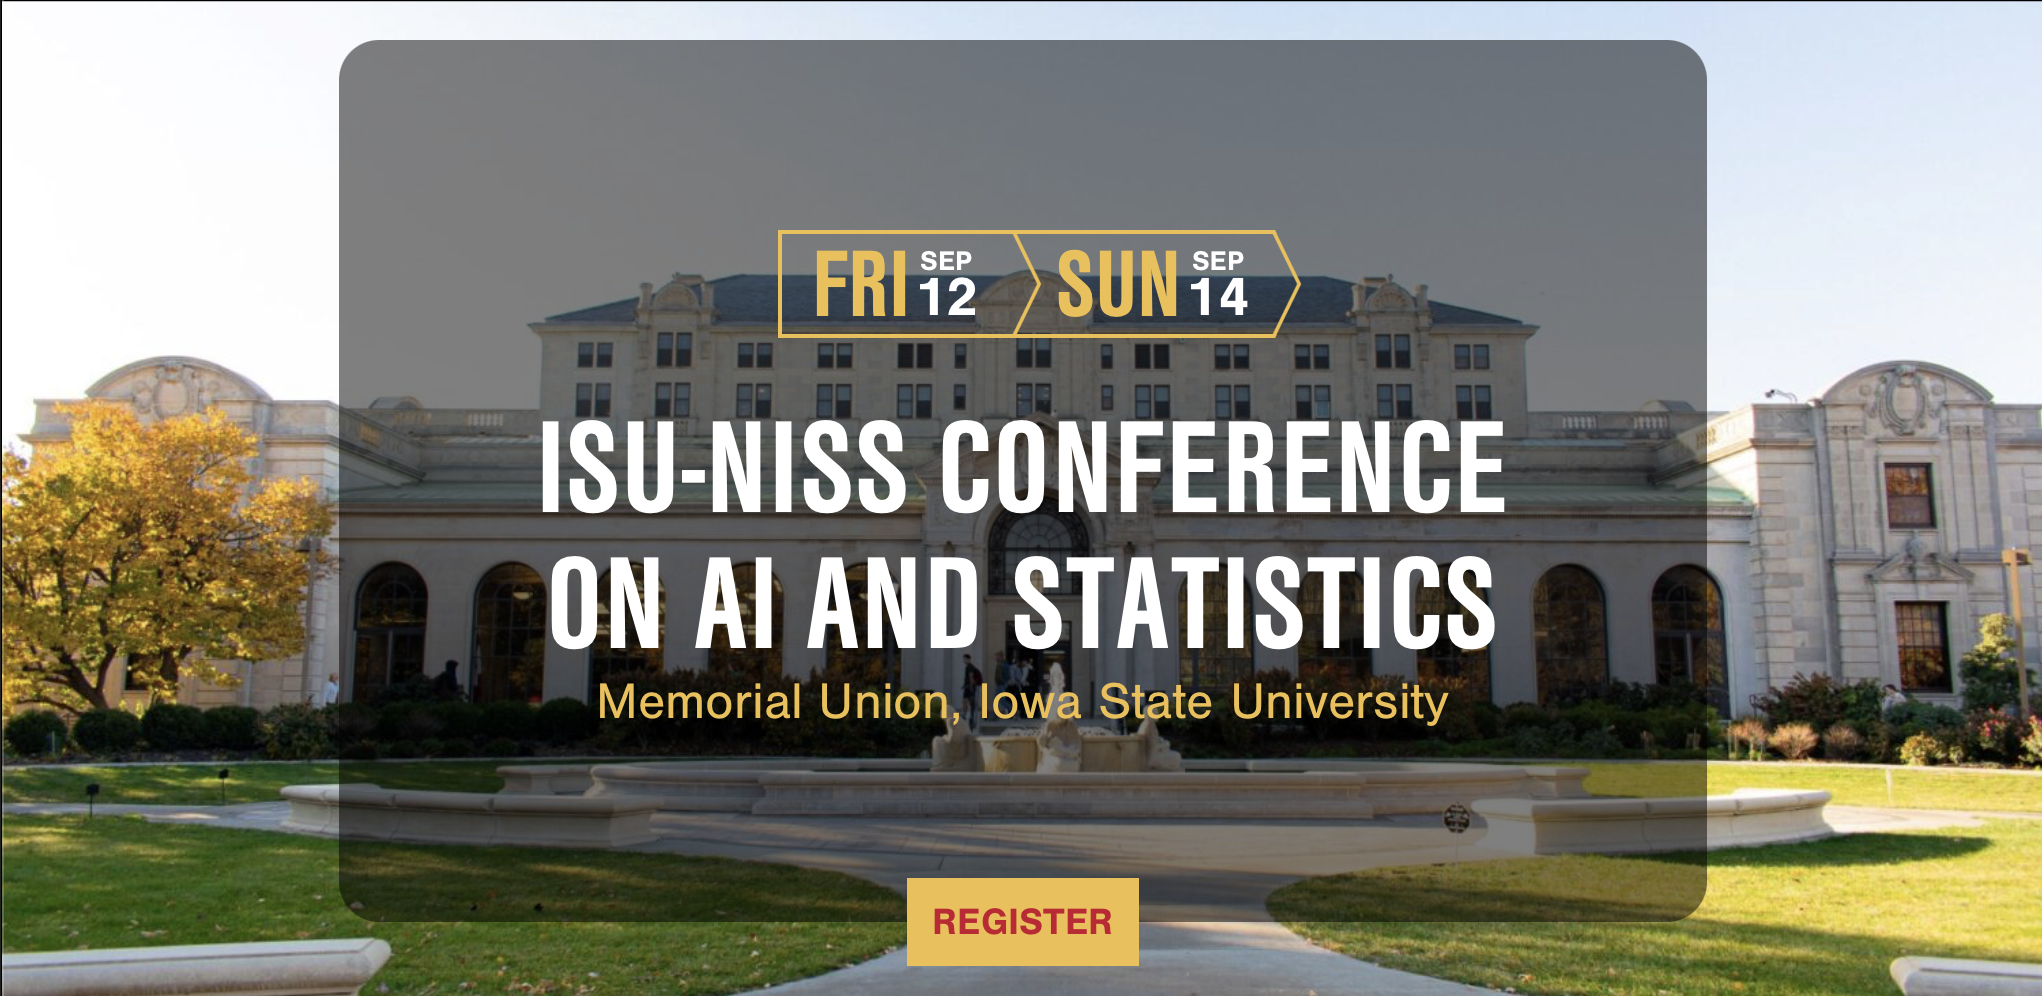 FRI SEP 12 SUN SEP 14
ISU-NISS CONFERENCE
ON AI AND STATISTICS
Memorial Union, Iowa State University
REGISTER